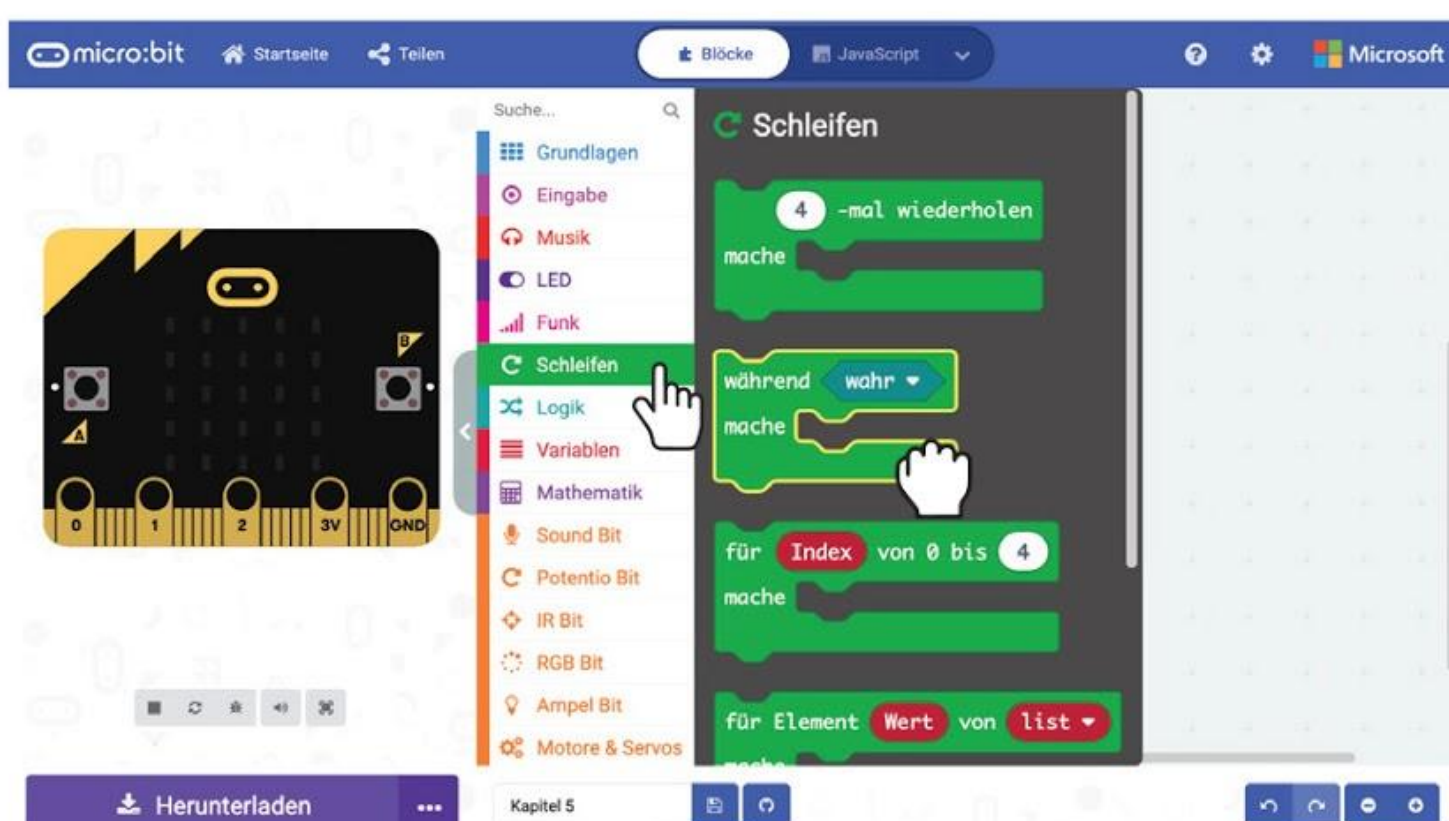 micro:bit Startseite Teilen Blöcke JavaScript Microsoft
Suche...
Grundlagen
Eingabe
Musik
LED
Funk
Schleifen
Logik
Variablen
Mathematik
Sound Bit
Potentio Bit
IR Bit
RGB Bit
Ampel Bit
Motore & Servos
Schleifen
4 -mal wiederholen
mache
während wahr
mache
für Index von 0 bis 4
mache
für Element Wert von list
mache
A
B
0 1 2 3V GND
Herunterladen ...
Kapitel 5